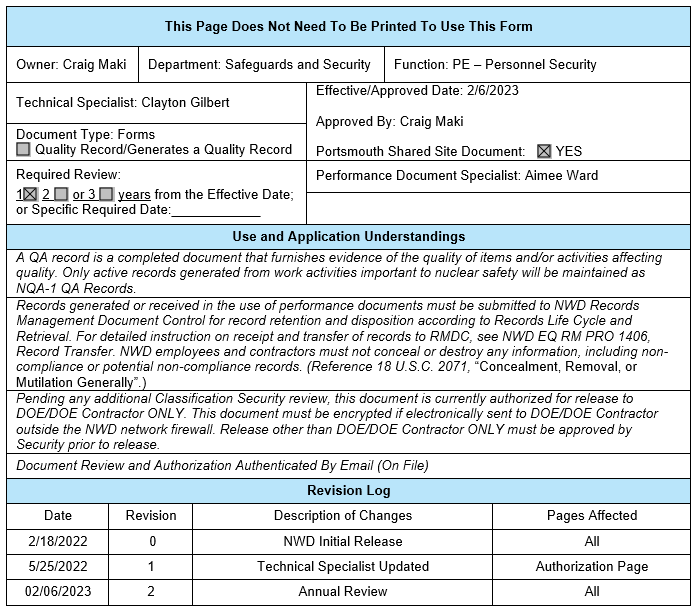 This Page Does Not Need To Be Printed To Use This Form
Owner: Craig Maki
Department: Safeguards and Security
Function: PE – Personnel Security
Technical Specialist: Clayton Gilbert
Document Type: Forms
Quality Record/Generates a Quality Record
Effective/Approved Date: 2/6/2023
Approved By: Craig Maki
Portsmouth Shared Site Document: ☒ YES
Required Review:
1☒ 2☐ or 3☐ years from the Effective Date;
or Specific Required Date:____________
Performance Document Specialist: Aimee Ward
Use and Application Understandings
A QA record is a completed document that furnishes evidence of the quality of items and/or activities affecting
quality. Only active records generated from work activities important to nuclear safety will be maintained as
NQA-1 QA Records.
Records generated or received in the use of performance documents must be submitted to NWD Records
Management Document Control for record retention and disposition according to Records Life Cycle and
Retrieval. For detailed instruction on receipt and transfer of records to RMDC, see NWD EQ RM PRO 1406,
Record Transfer. NWD employees and contractors must not conceal or destroy any information, including non-
compliance or potential non-compliance records. (Reference 18 U.S.C. 2071, “Concealment, Removal, or
Mutilation Generally”.)
Pending any additional Classification Security review, this document is currently authorized for release to
DOE/DOE Contractor ONLY. This document must be encrypted if electronically sent to DOE/DOE Contractor
outside the NWD network firewall. Release other than DOE/DOE Contractor ONLY must be approved by
Security prior to release.
Document Review and Authorization Authenticated By Email (On File)
Revision Log
Date Revision Description of Changes Pages Affected
2/18/2022 0 NWD Initial Release All
5/25/2022 1 Technical Specialist Updated Authorization Page
02/06/2023 2 Annual Review All